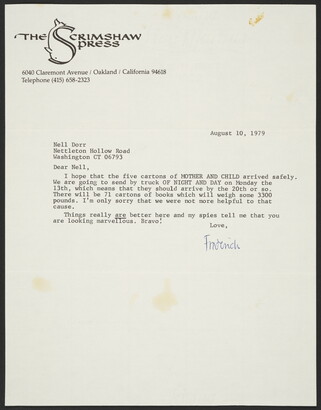 THE SCRIMSHAW
PRESS
6040 Claremont Avenue / Oakland / California 94618
Telephone (415) 658-2323
August 10, 1979
Nell Dorr
Nettleton Hollow Road
Washington CT 06793
Dear Nell,
I hope that the five cartons of MOTHER AND CHILD arrived safely.
We are going to send by truck OF NIGHT AND DAY on Monday the
13th, which means that they should arrive by the 20th or so.
There will be 71 cartons of books which will weigh some 3300
pounds. I'm only sorry that we were not more helpful to that
cause.
Things really are better here and my spies tell me that you
are looking marvellous. Bravo!
Love,